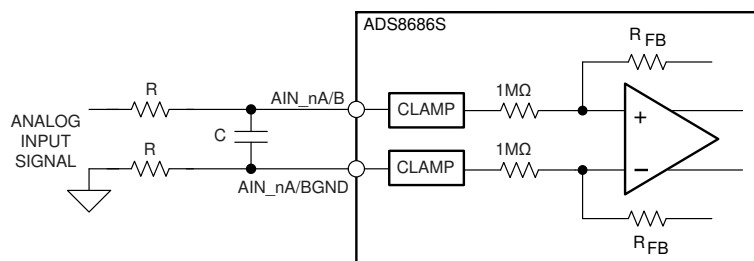 ADS8686S
R FB
R
AIN_nA/B
CLAMP
1MΩ
ANALOG
INPUT
SIGNAL
C
+
R
CLAMP
1MΩ
−
AIN_nA/BGND
R FB